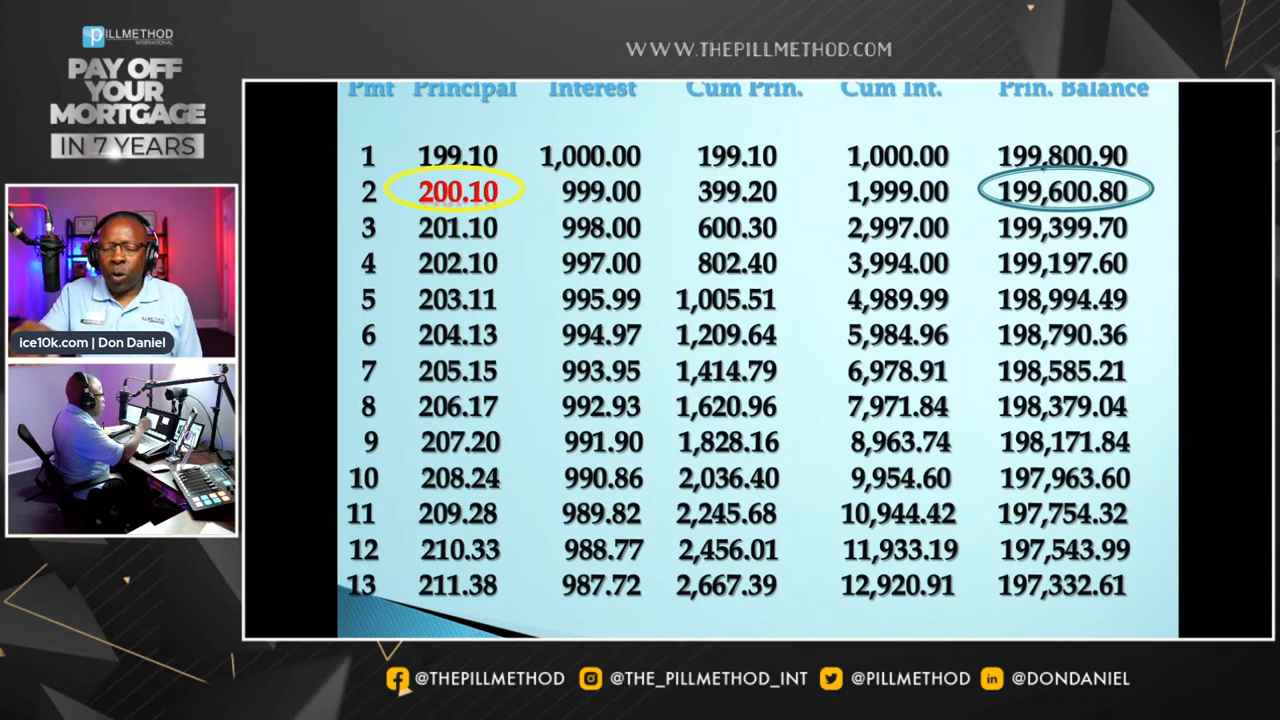 PILLMETHOD
INTERNATIONAL
PAY OFF
YOUR
MORTGAGE
IN 7 YEARS
WWW.THEPILLMETHOD.COM
Pmt Principal Interest Cum Prin. Cum Int. Prin. Balance
1 199.10 1,000.00 199.10 1,000.00 199,800.90
2 200.10 999.00 399.20 1,999.00 199,600.80
3 201.10 998.00 600.30 2,997.00 199,399.70
4 202.10 997.00 802.40 3,994.00 199,197.60
5 203.11 995.99 1,005.51 4,989.99 198,994.49
6 204.13 994.97 1,209.64 5,984.96 198,790.36
7 205.15 993.95 1,414.79 6,978.91 198,585.21
8 206.17 992.93 1,620.96 7,971.84 198,379.04
9 207.20 991.90 1,828.16 8,963.74 198,171.84
10 208.24 990.86 2,036.40 9,954.60 197,963.60
11 209.28 989.82 2,245.68 10,944.42 197,754.32
12 210.33 988.77 2,456.01 11,933.19 197,543.99
13 211.38 987.72 2,667.39 12,920.91 197,332.61
ice10k.com | Don Daniel
@THEPILLMETHOD @THE_PILLMETHOD_INT @PILLMETHOD @DONDANIEL